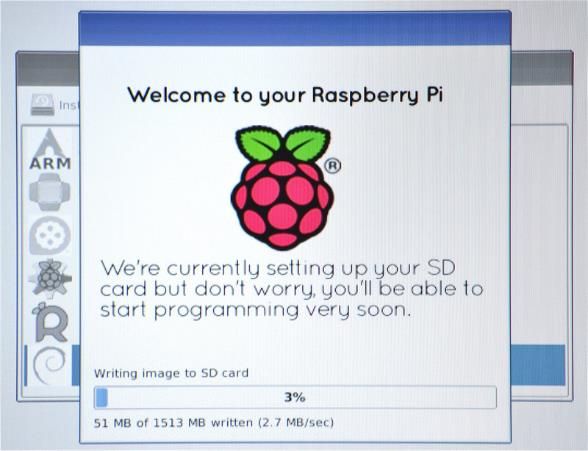 Welcome to your Raspberry Pi
®
Inst
ARM
We're currently setting up your SD
card but don't worry, you'll be able to
start programming very soon.
Writing image to SD card
3%
51 MB of 1513 MB written (2.7 MB/sec)